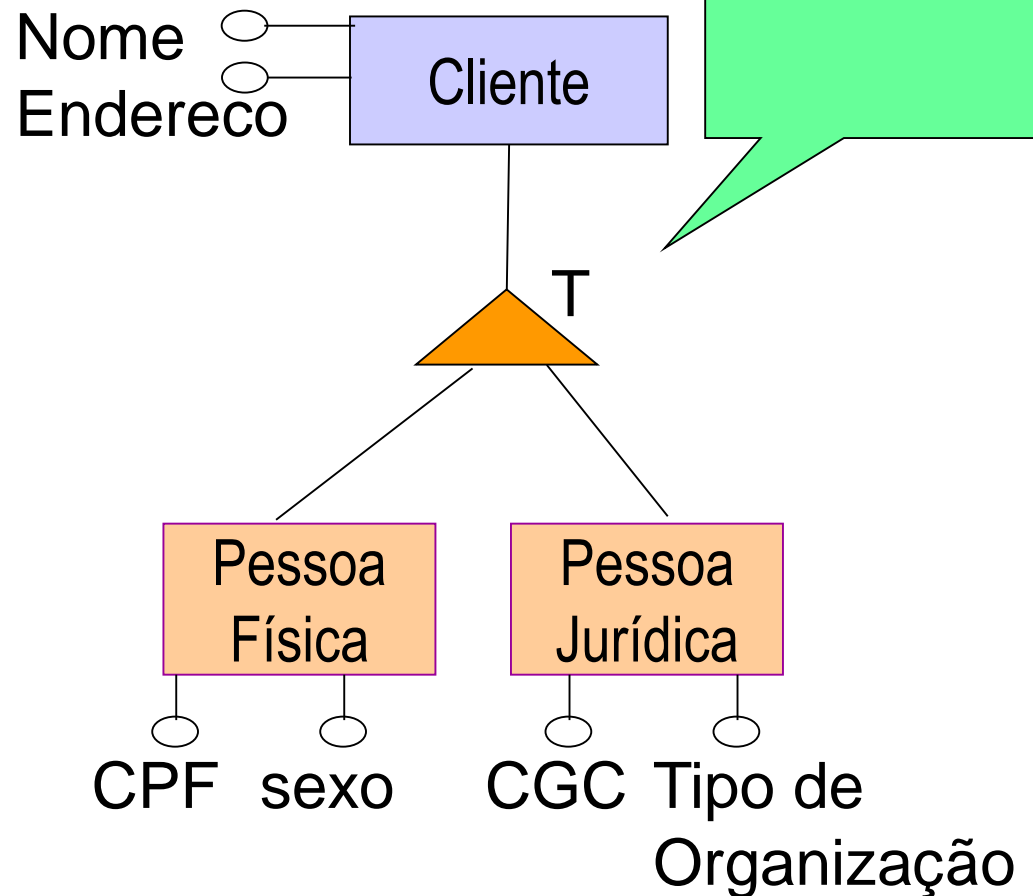 Nome
Endereco
Cliente
T
Pessoa
Física
Pessoa
Jurídica
CPF
sexo
CGC
Tipo de
Organização